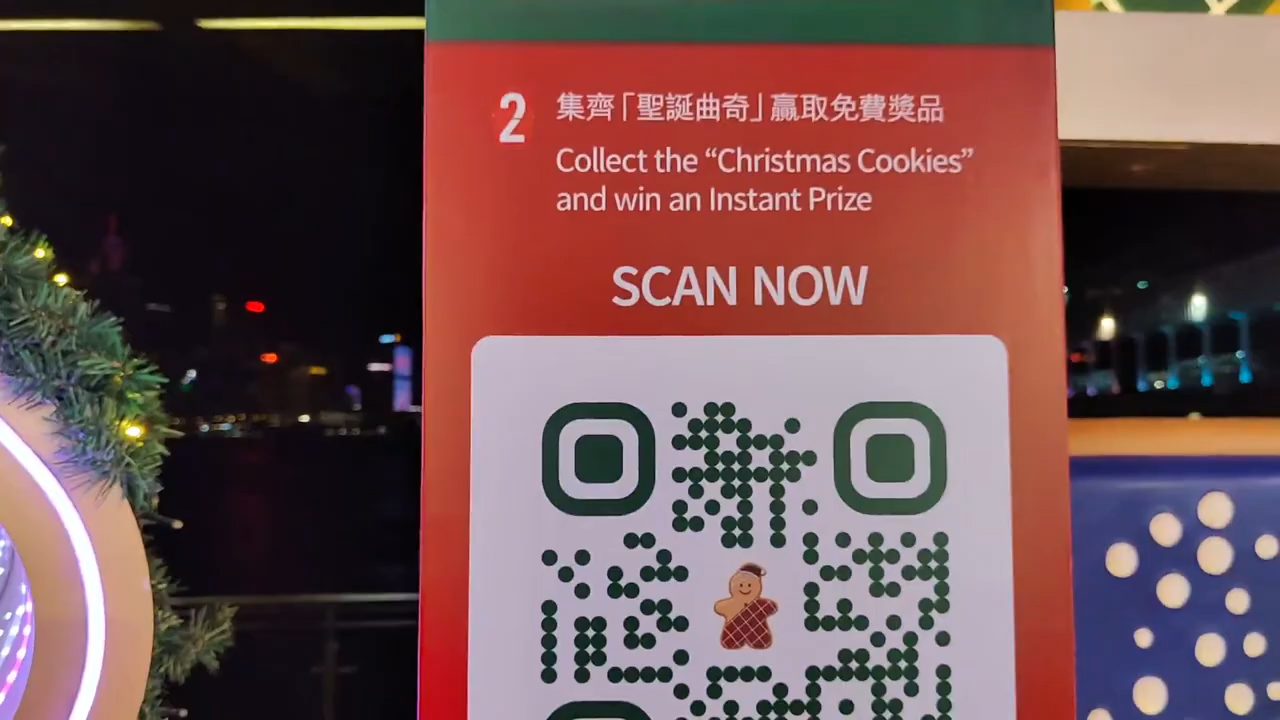 2
集齊「聖誕曲奇」贏取免費獎品
Collect the “Christmas Cookies”
and win an Instant Prize
SCAN NOW